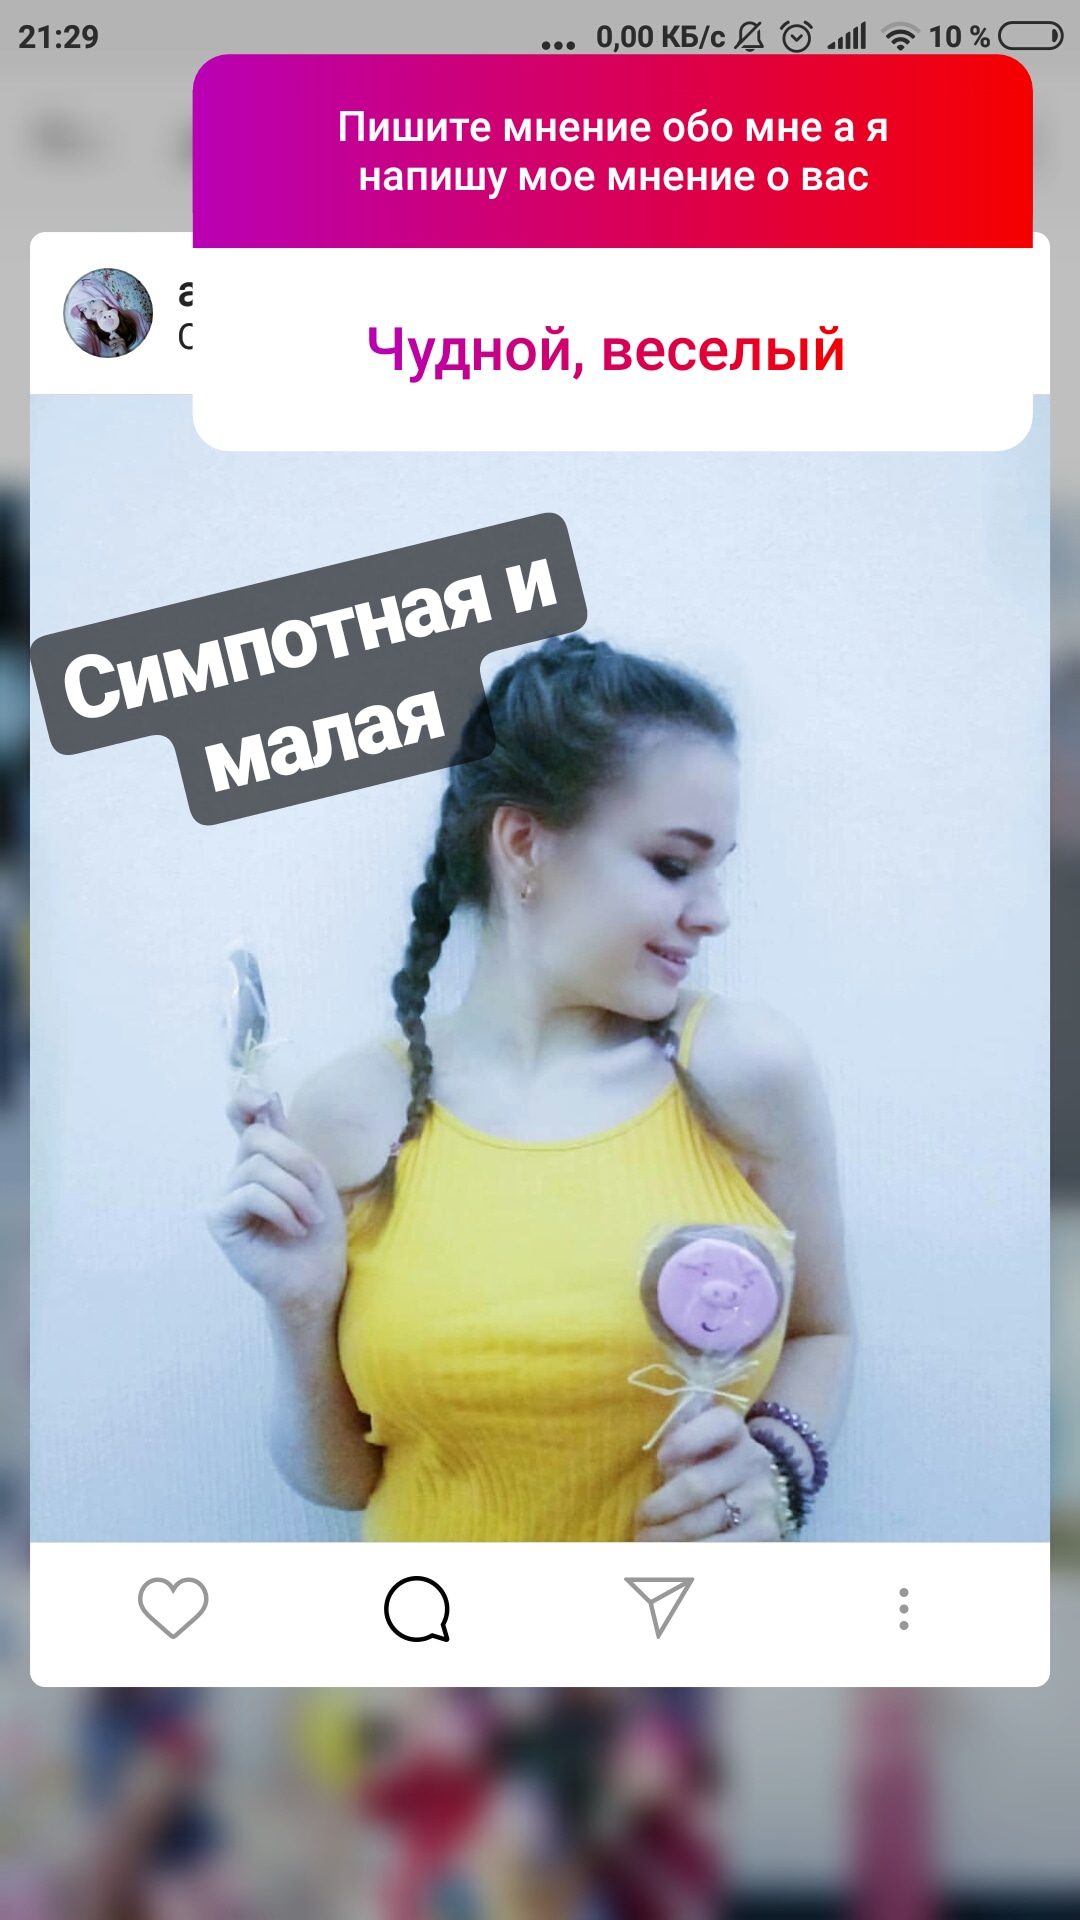 21:29
... 0,00 КБ/с 10 %
Пишите мнение обо мне а я
напишу мое мнение о вас
Чудной, веселый
Симпотная и
малая